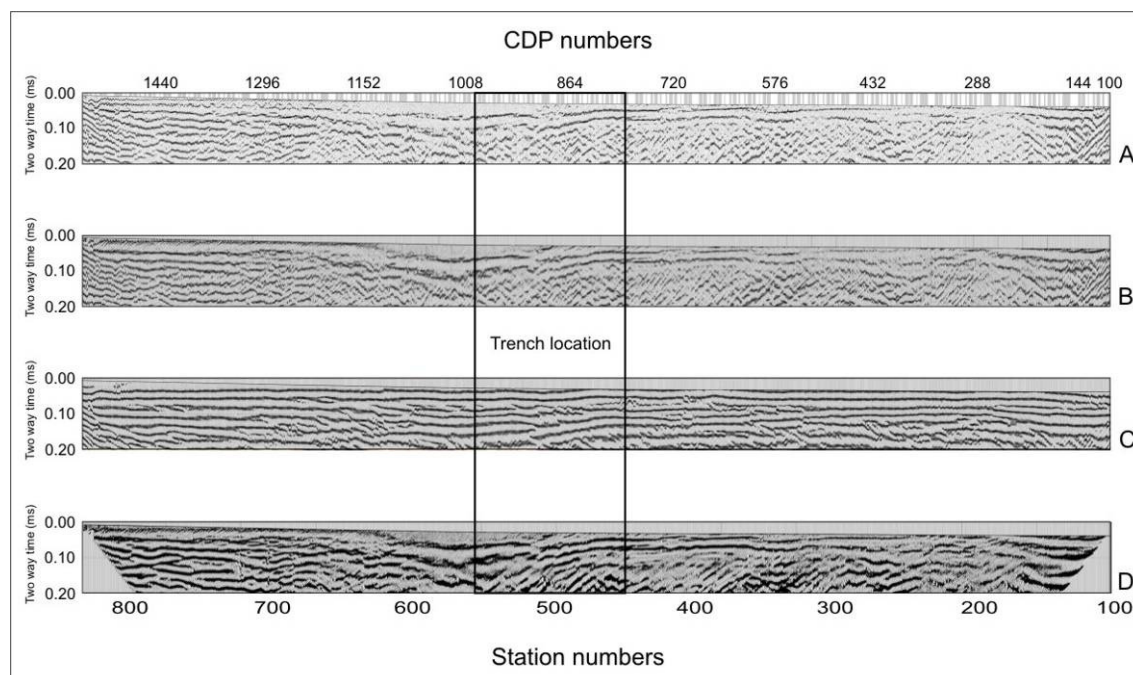 CDP numbers
1440 1296 1152 1008 864 720 576 432 288 144 100
Two way time (ms)
0.00
0.10
0.20
A
Two way time (ms)
0.00
0.10
0.20
B
Trench location
Two way time (ms)
0.00
0.10
0.20
C
Two way time (ms)
0.00
0.10
0.20
D
800 700 600 500 400 300 200 100
Station numbers